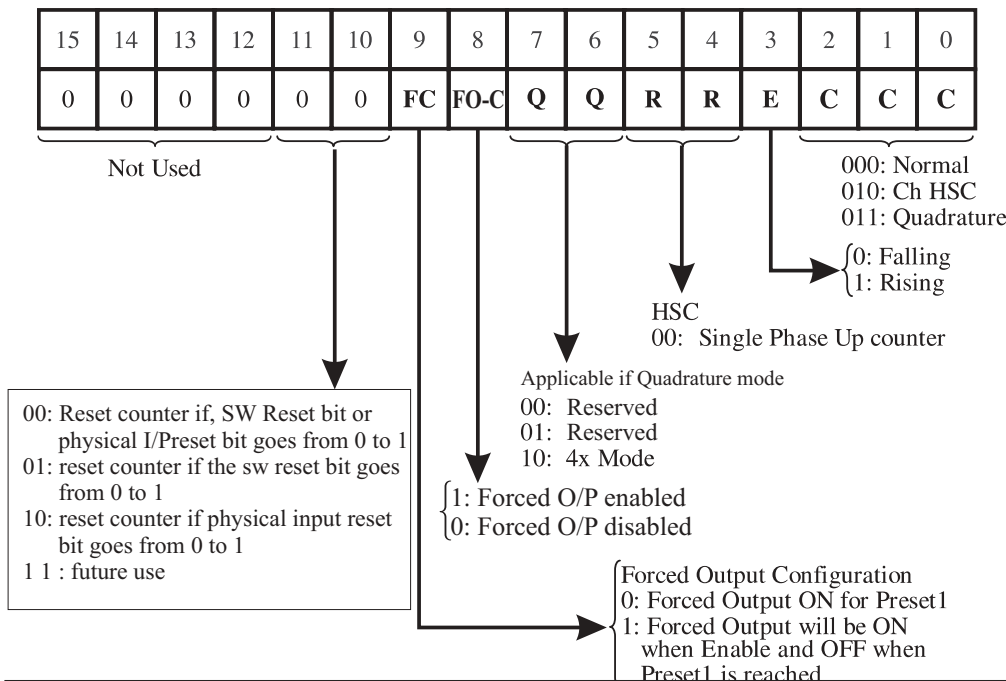 15 14 13 12 11 10 9 8 7 6 5 4 3 2 1 0
0 0 0 0 0 0 FC FO-C Q Q R R E C C C
Not Used
000: Normal
010: Ch HSC
011: Quadrature
0: Falling
1: Rising
HSC
00: Single Phase Up counter
Applicable if Quadrature mode
00: Reserved
01: Reserved
10: 4x Mode
00: Reset counter if, SW Reset bit or
physical I/Preset bit goes from 0 to 1
01: reset counter if the sw reset bit goes
from 0 to 1
10: reset counter if physical input reset
bit goes from 0 to 1
1 1 : future use
1: Forced O/P enabled
0: Forced O/P disabled
Forced Output Configuration
0: Forced Output ON for Preset1
1: Forced Output will be ON
when Enable and OFF when
Preset1 is reached